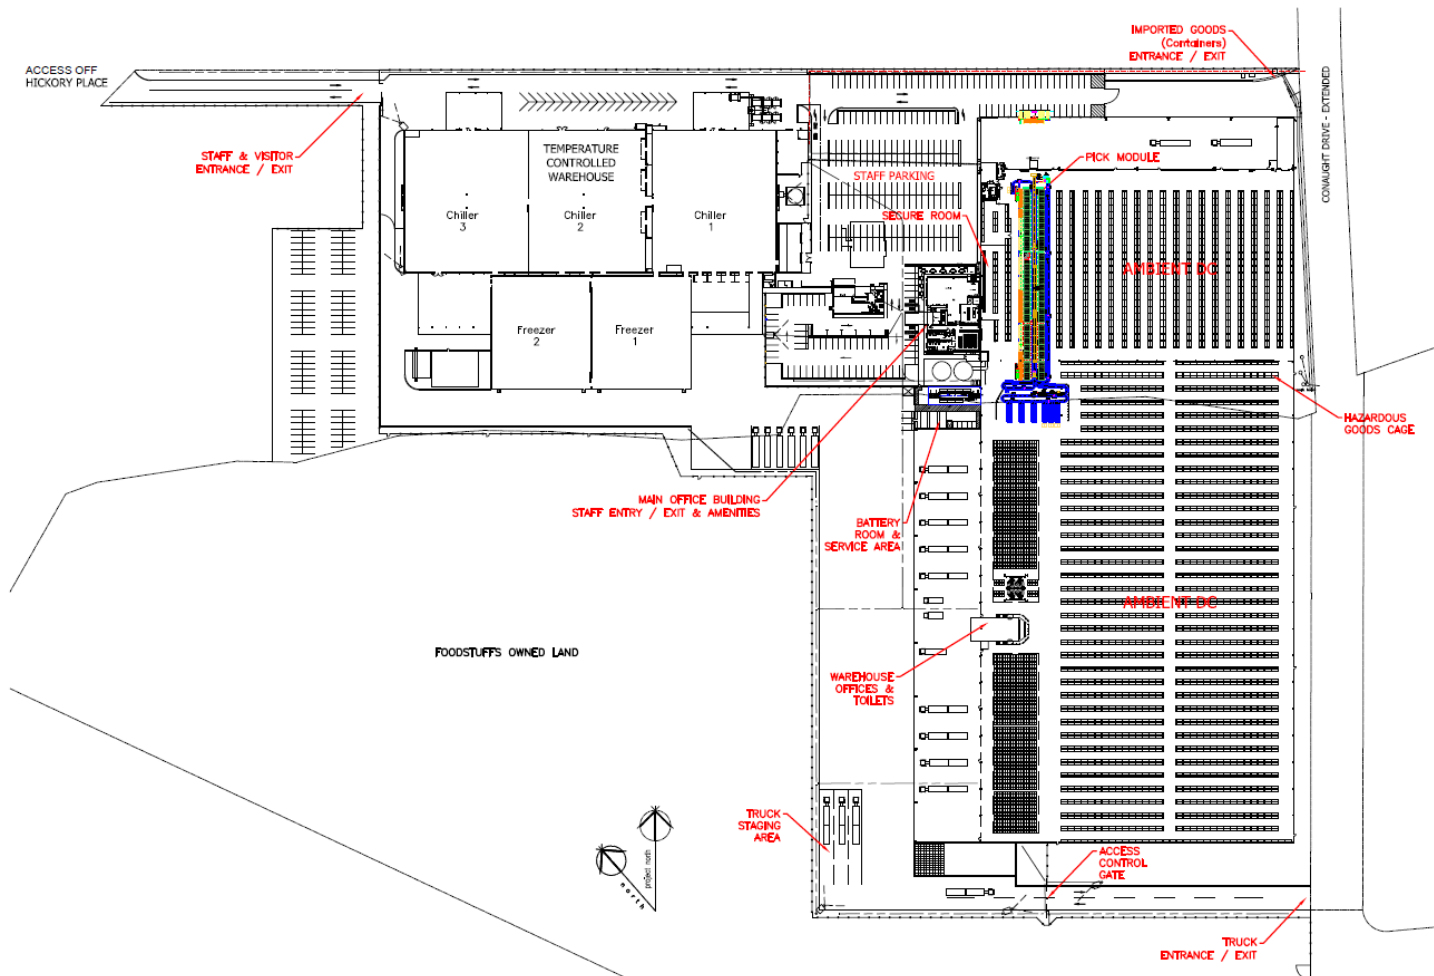 IMPORTED GOODS
(Containers)
ENTRANCE / EXIT
ACCESS OFF
HICKORY PLACE
CONAUGHT DRIVE - EXTENDED
STAFF & VISITOR
ENTRANCE / EXIT
TEMPERATURE
CONTROLLED
WAREHOUSE
PICK MODULE
STAFF PARKING
Chiller
3
Chiller
2
Chiller
1
SECURE ROOM
AMBIENT DC
Freezer
2
Freezer
1
HAZARDOUS
GOODS CAGE
MAIN OFFICE BUILDING
STAFF ENTRY / EXIT & AMENITIES
BATTERY
ROOM &
SERVICE AREA
AMBIENT DC
FOODSTUFFS OWNED LAND
WAREHOUSE
OFFICES &
TOILETS
TRUCK
STAGING
AREA
project north
north
ACCESS
CONTROL
GATE
TRUCK
ENTRANCE / EXIT